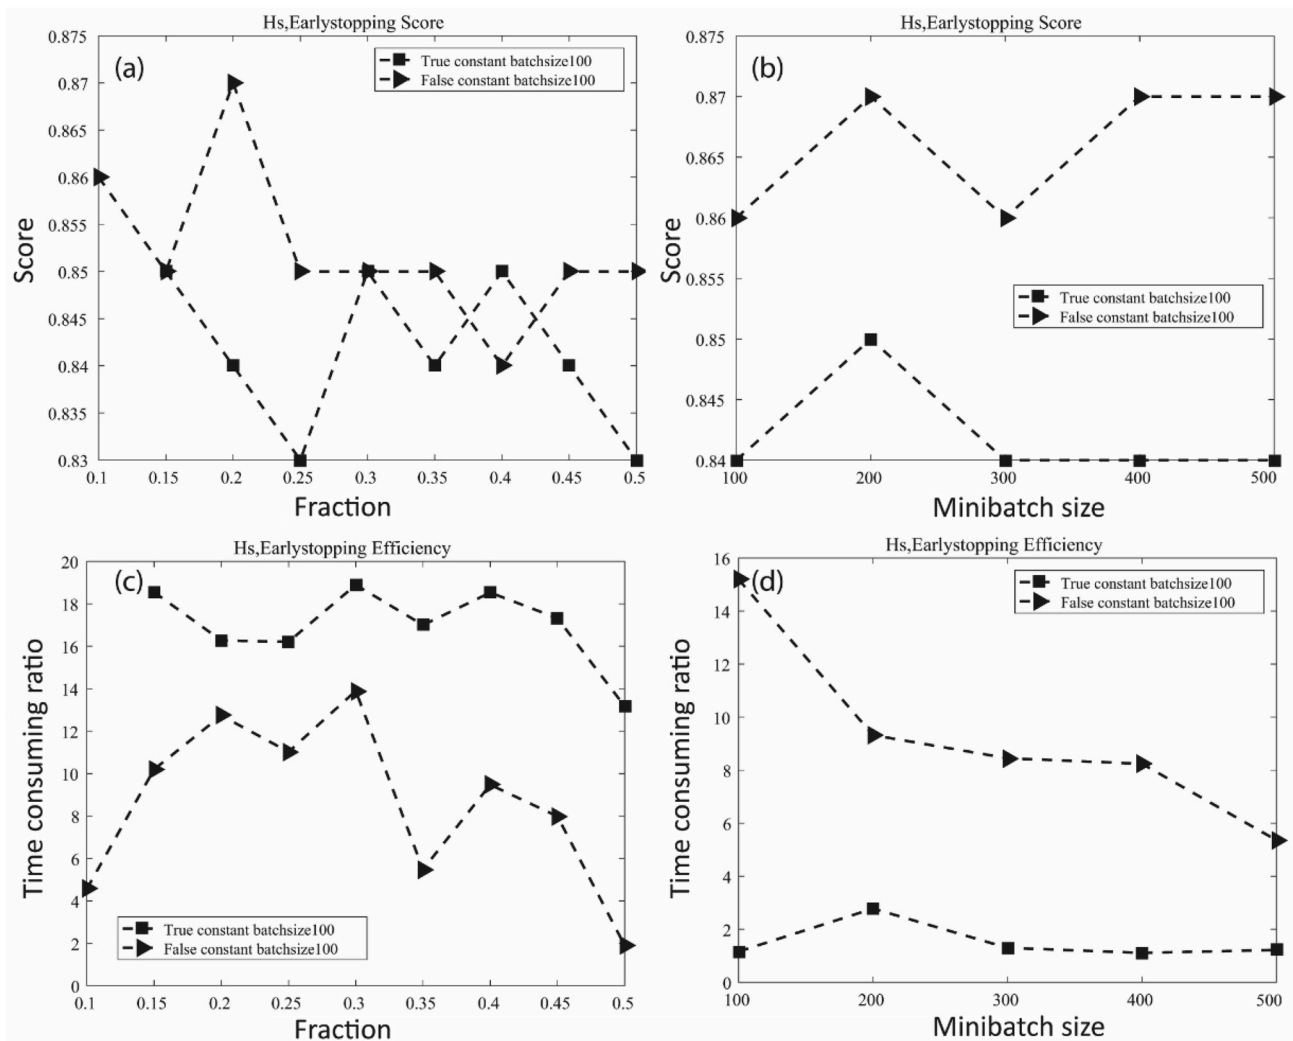 Hs,Earlystopping Score
(a)
True constant batchsize100
False constant batchsize100
0.875
0.87
0.865
0.86
0.855
0.85
0.845
0.84
0.835
0.83
Score
0.1 0.15 0.2 0.25 0.3 0.35 0.4 0.45 0.5
Fraction
Hs,Earlystopping Score
(b)
0.875
0.87
0.865
0.86
0.855
0.85
0.845
0.84
Score
True constant batchsize100
False constant batchsize100
100 200 300 400 500
Minibatch size
Hs,Earlystopping Efficiency
(c)
20
18
16
14
12
10
8
6
4
2
0
Time consuming ratio
True constant batchsize100
False constant batchsize100
0.1 0.15 0.2 0.25 0.3 0.35 0.4 0.45 0.5
Fraction
Hs,Earlystopping Efficiency
(d)
True constant batchsize100
False constant batchsize100
16
14
12
10
8
6
4
2
0
Time consuming ratio
100 200 300 400 500
Minibatch size